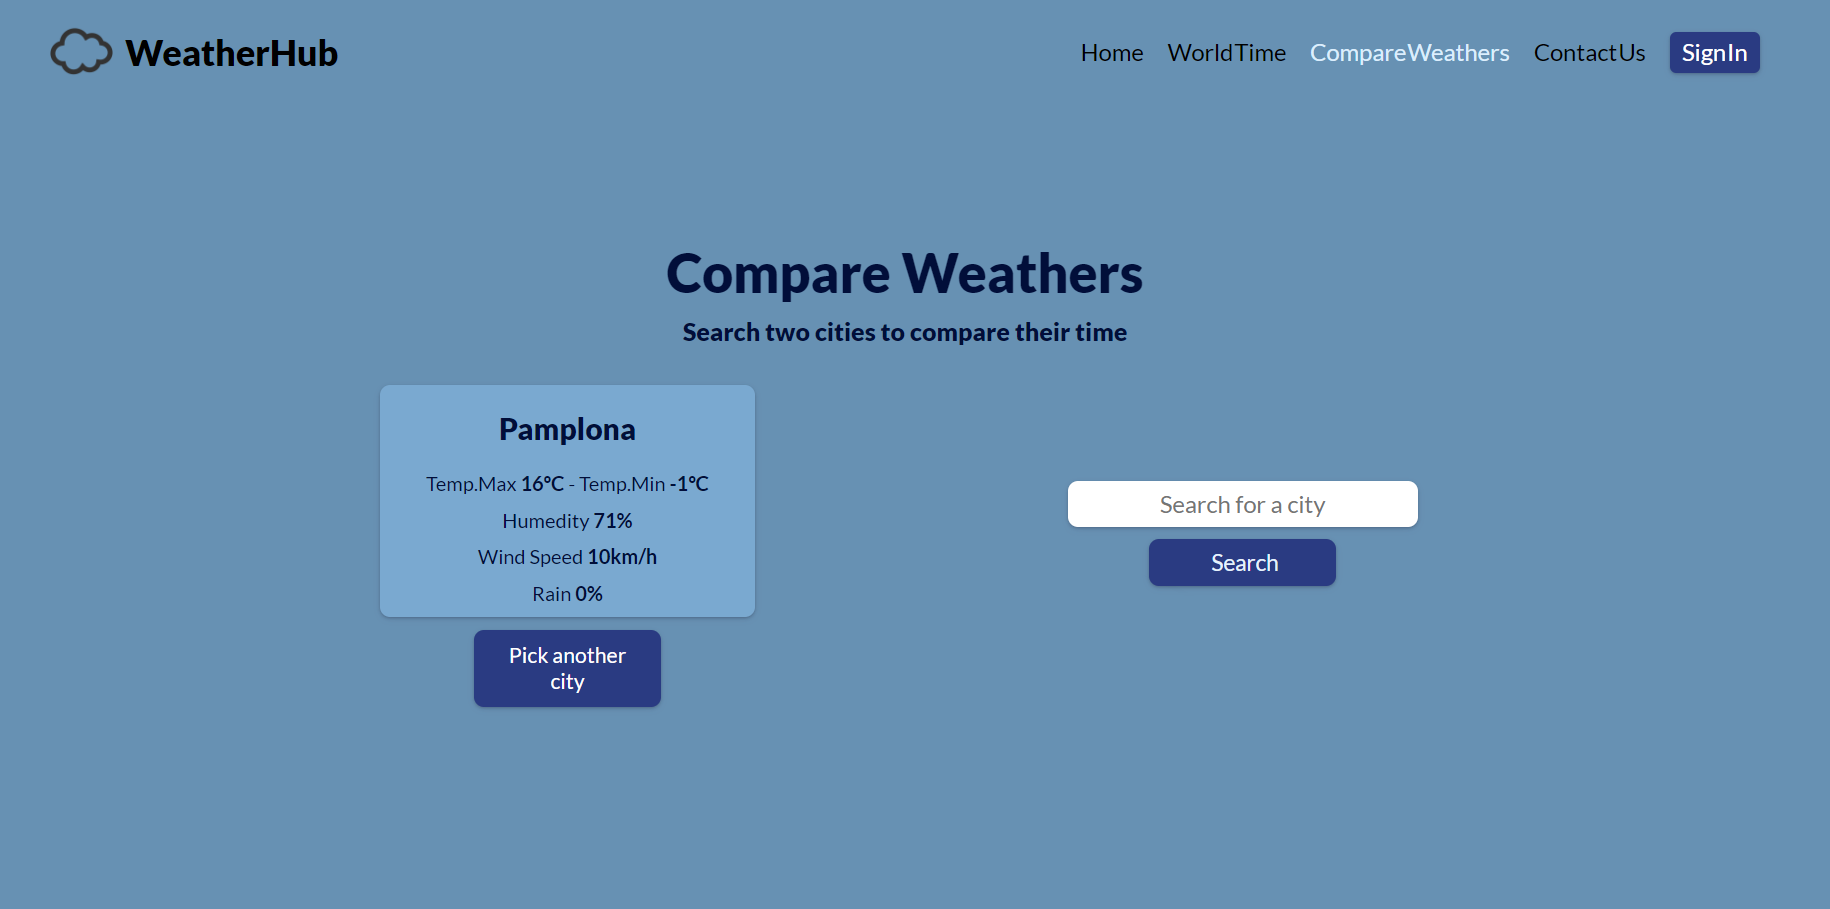 WeatherHub
Home WorldTime CompareWeathers ContactUs SignIn
Compare Weathers
Search two cities to compare their time
Pamplona
Temp.Max 16°C - Temp.Min -1°C
Humedity 71%
Wind Speed 10km/h
Rain 0%
Pick another
city
Search for a city
Search